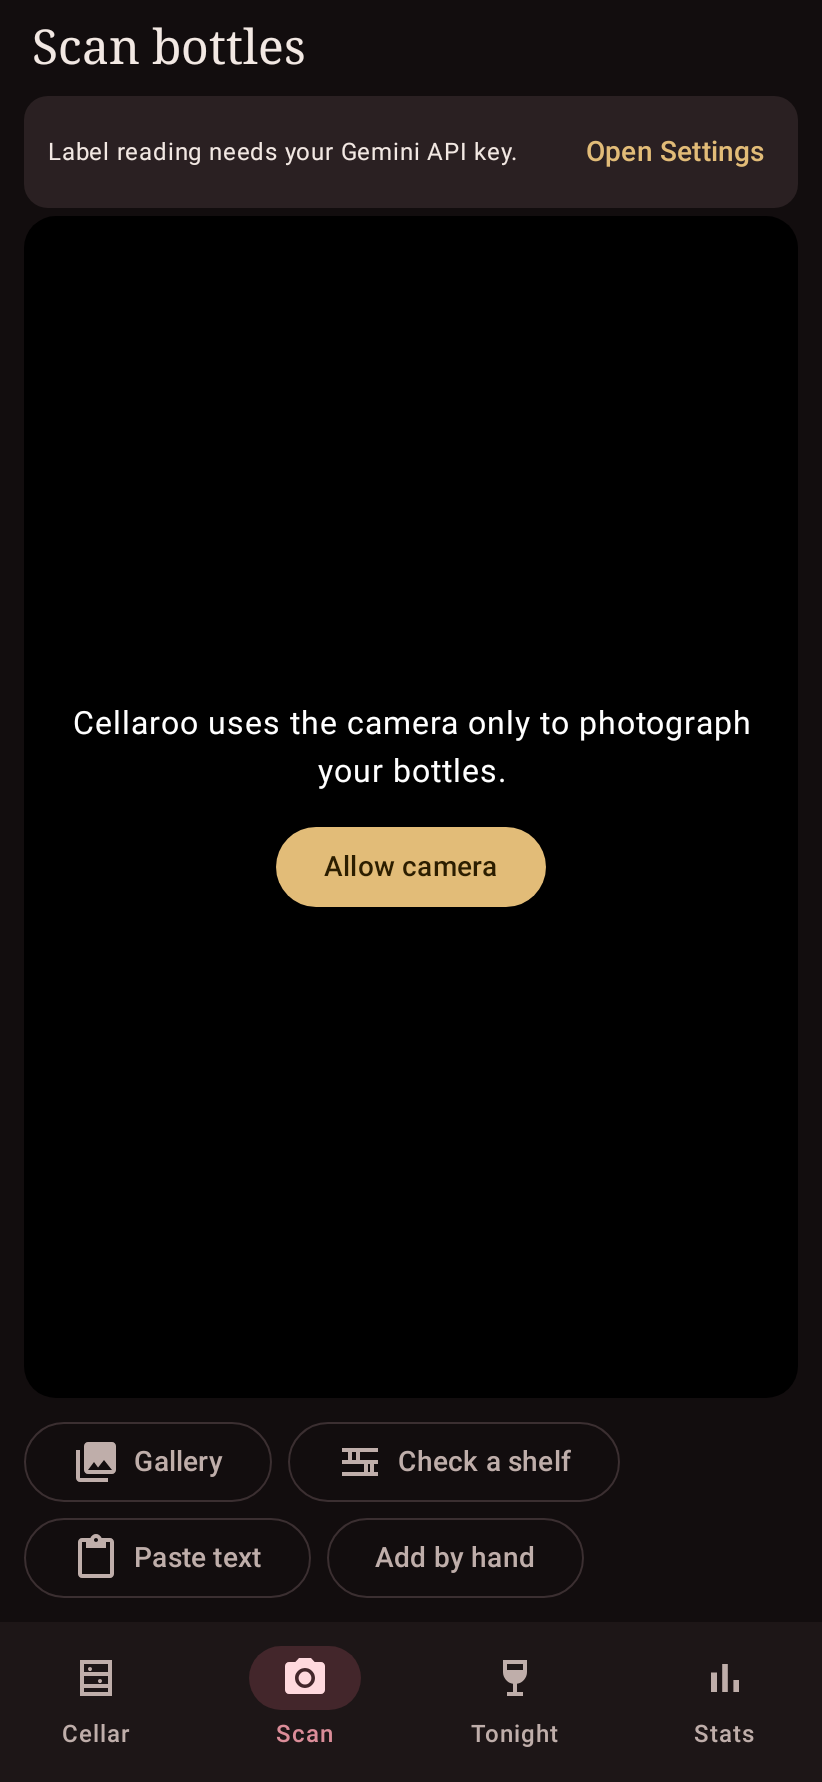 Scan bottles
Label reading needs your Gemini API key.
Open Settings
Cellaroo uses the camera only to photograph
your bottles.
Allow camera
Gallery
Check a shelf
Paste text
Add by hand
Cellar
Scan
Tonight
Stats